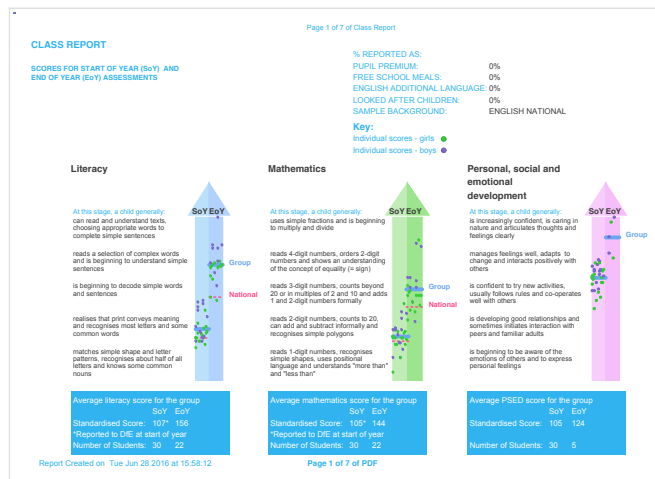 Page 1 of 7 of Class Report
CLASS REPORT
SCORES FOR START OF YEAR (SoY) AND
END OF YEAR (EoY) ASSESSMENTS
% REPORTED AS:
PUPIL PREMIUM: 0%
FREE SCHOOL MEALS: 0%
ENGLISH ADDITIONAL LANGUAGE: 0%
LOOKED AFTER CHILDREN: 0%
SAMPLE BACKGROUND: ENGLISH NATIONAL
Key:
Individual scores - girls
Individual scores - boys
Literacy
SoY EoY
At this stage, a child generally:
can read and understand texts,
choosing appropriate words to
complete simple sentences
reads a selection of complex words
and is beginning to understand simple
sentences
Group
is beginning to decode simple words
and sentences
National
realises that print conveys meaning
and recognises most letters and some
common words
matches simple shape and letter
patterns, recognises about half of all
letters and knows some common
nouns
Average literacy score for the group
SoY EoY
Standardised Score: 107* 156
*Reported to DfE at start of year
Number of Students: 30 22
Mathematics
SoY EoY
At this stage, a child generally:
uses simple fractions and is beginning
to multiply and divide
reads 4-digit numbers, orders 2-digit
numbers and shows an understanding
of the concept of equality (= sign)
reads 3-digit numbers, counts beyond
20 or in multiples of 2 and 10 and adds
1 and 2-digit numbers formally
Group
National
reads 2-digit numbers, counts to 20,
can add and subtract informally and
recognises simple polygons
reads 1-digit numbers, recognises
simple shapes, uses positional
language and understands "more than"
and "less than"
Average mathematics score for the group
SoY EoY
Standardised Score: 105* 144
*Reported to DfE at start of year
Number of Students: 30 22
Personal, social and
emotional
development
SoY EoY
At this stage, a child generally:
is increasingly confident, is caring in
nature and articulates thoughts and
feelings clearly
Group
manages feelings well, adapts to
change and interacts positively with
others
is confident to try new activities,
usually follows rules and co-operates
well with others
is developing good relationships and
sometimes initiates interaction with
peers and familiar adults
is beginning to be aware of the
emotions of others and to express
personal feelings
Average PSED score for the group
SoY EoY
Standardised Score: 105 124
Number of Students: 30 5
Report Created on Tue Jun 28 2016 at 15:58:12
Page 1 of 7 of PDF